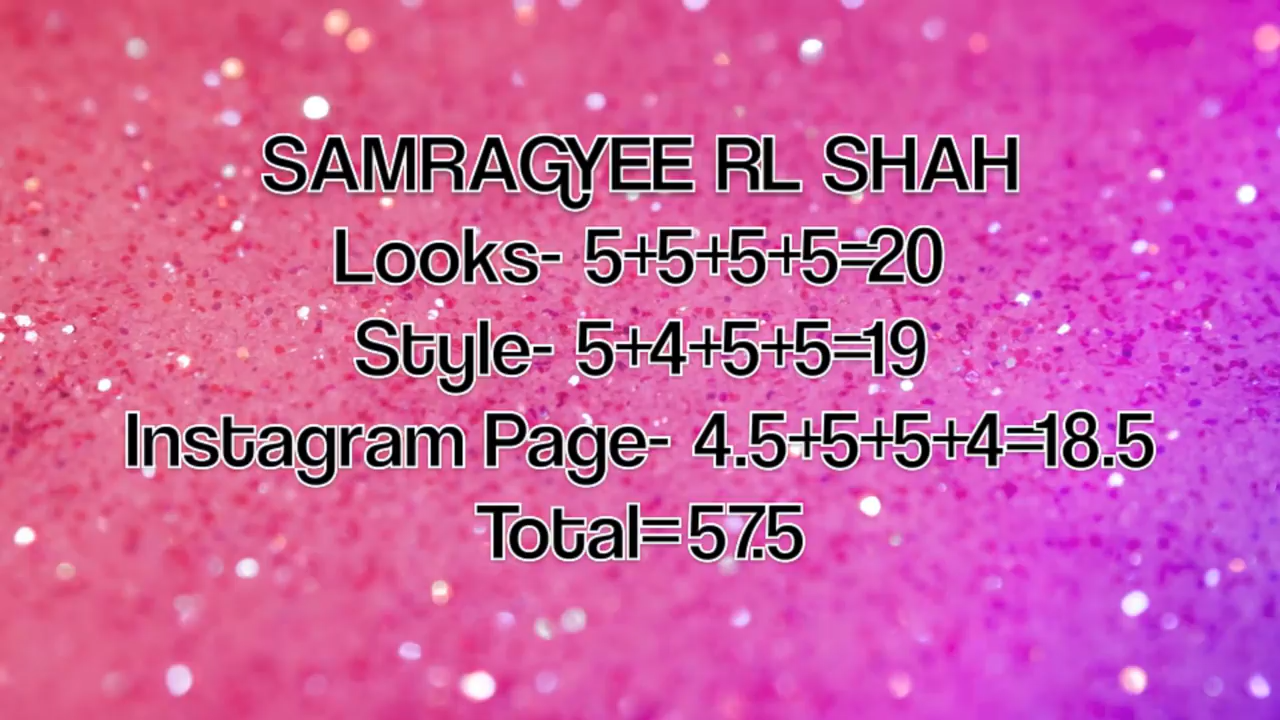 SAMRAGYEE RL SHAH
Looks- 5+5+5+5=20
Style- 5+4+5+5=19
Instagram Page- 4.5+5+5+4=18.5
Total=57.5